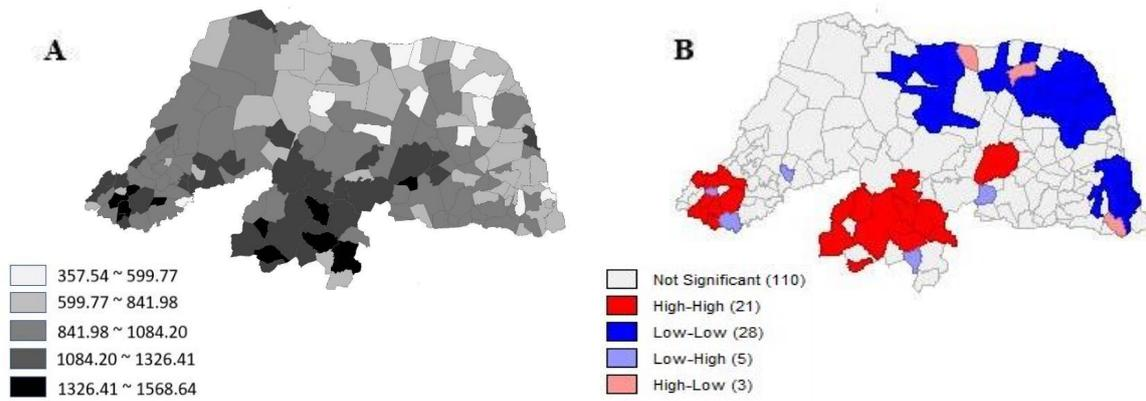 A
357.54 ~ 599.77
599.77 ~ 841.98
841.98 ~ 1084.20
1084.20 ~ 1326.41
1326.41 ~ 1568.64
B
Not Significant (110)
High-High (21)
Low-Low (28)
Low-High (5)
High-Low (3)